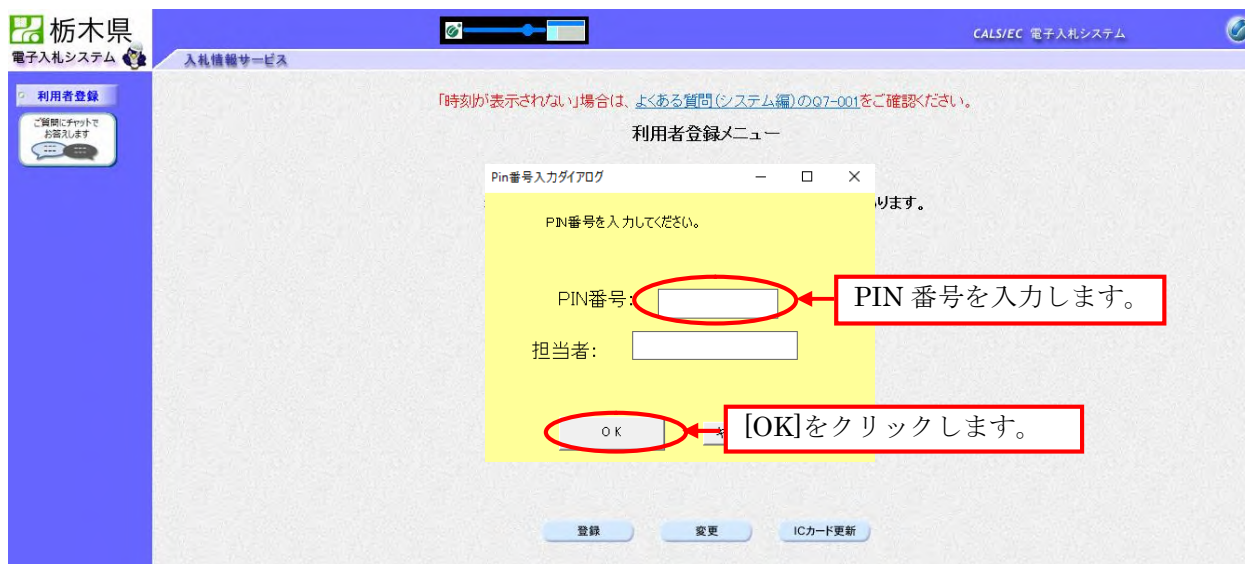 栃木県
電子入札システム
CALS/EC 電子入札システム
入札情報サービス
利用者登録
ご質問にチャットで
お答えします
「時刻が表示されない」場合は、よくある質問(システム編)のQ7-001をご確認ください。
利用者登録メニュー
Pin番号入力ダイアログ
ります。
PIN番号を入力してください。
PIN番号:
PIN 番号を入力します。
担当者:
OK
[OK]をクリックします。
登録
変更
ICカード更新